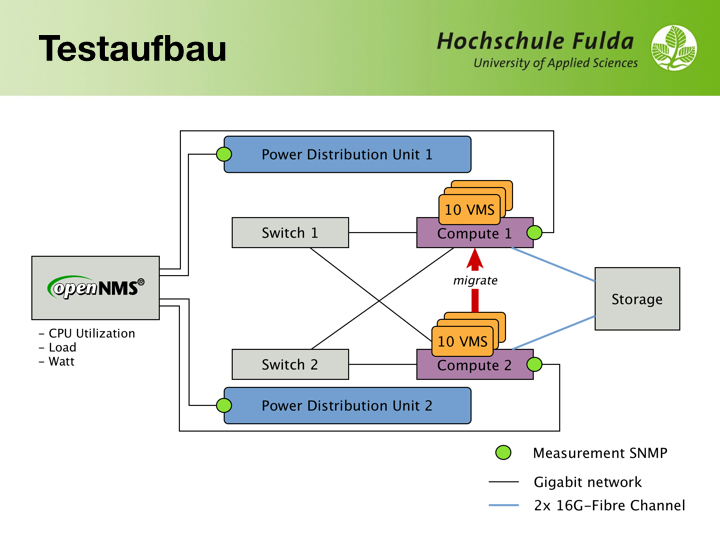 Testaufbau
Hochschule Fulda
University of Applied Sciences
Power Distribution Unit 1
10 VMS
Switch 1
Compute 1
migrate
openNMS®
Storage
- CPU Utilization
- Load
- Watt
10 VMS
Switch 2
Compute 2
Power Distribution Unit 2
Measurement SNMP
Gigabit network
2x 16G-Fibre Channel